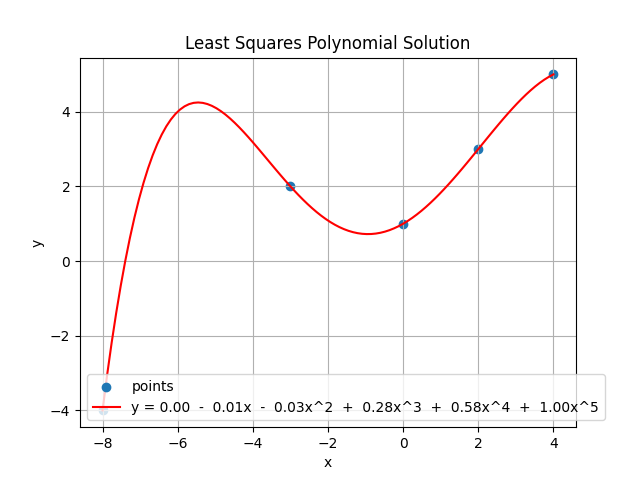 Least Squares Polynomial Solution
4
2
0
−2
−4
y
points
y = 0.00  -  0.01x  -  0.03x^2  +  0.28x^3  +  0.58x^4  +  1.00x^5
−8 −6 −4 −2 0 2 4
x